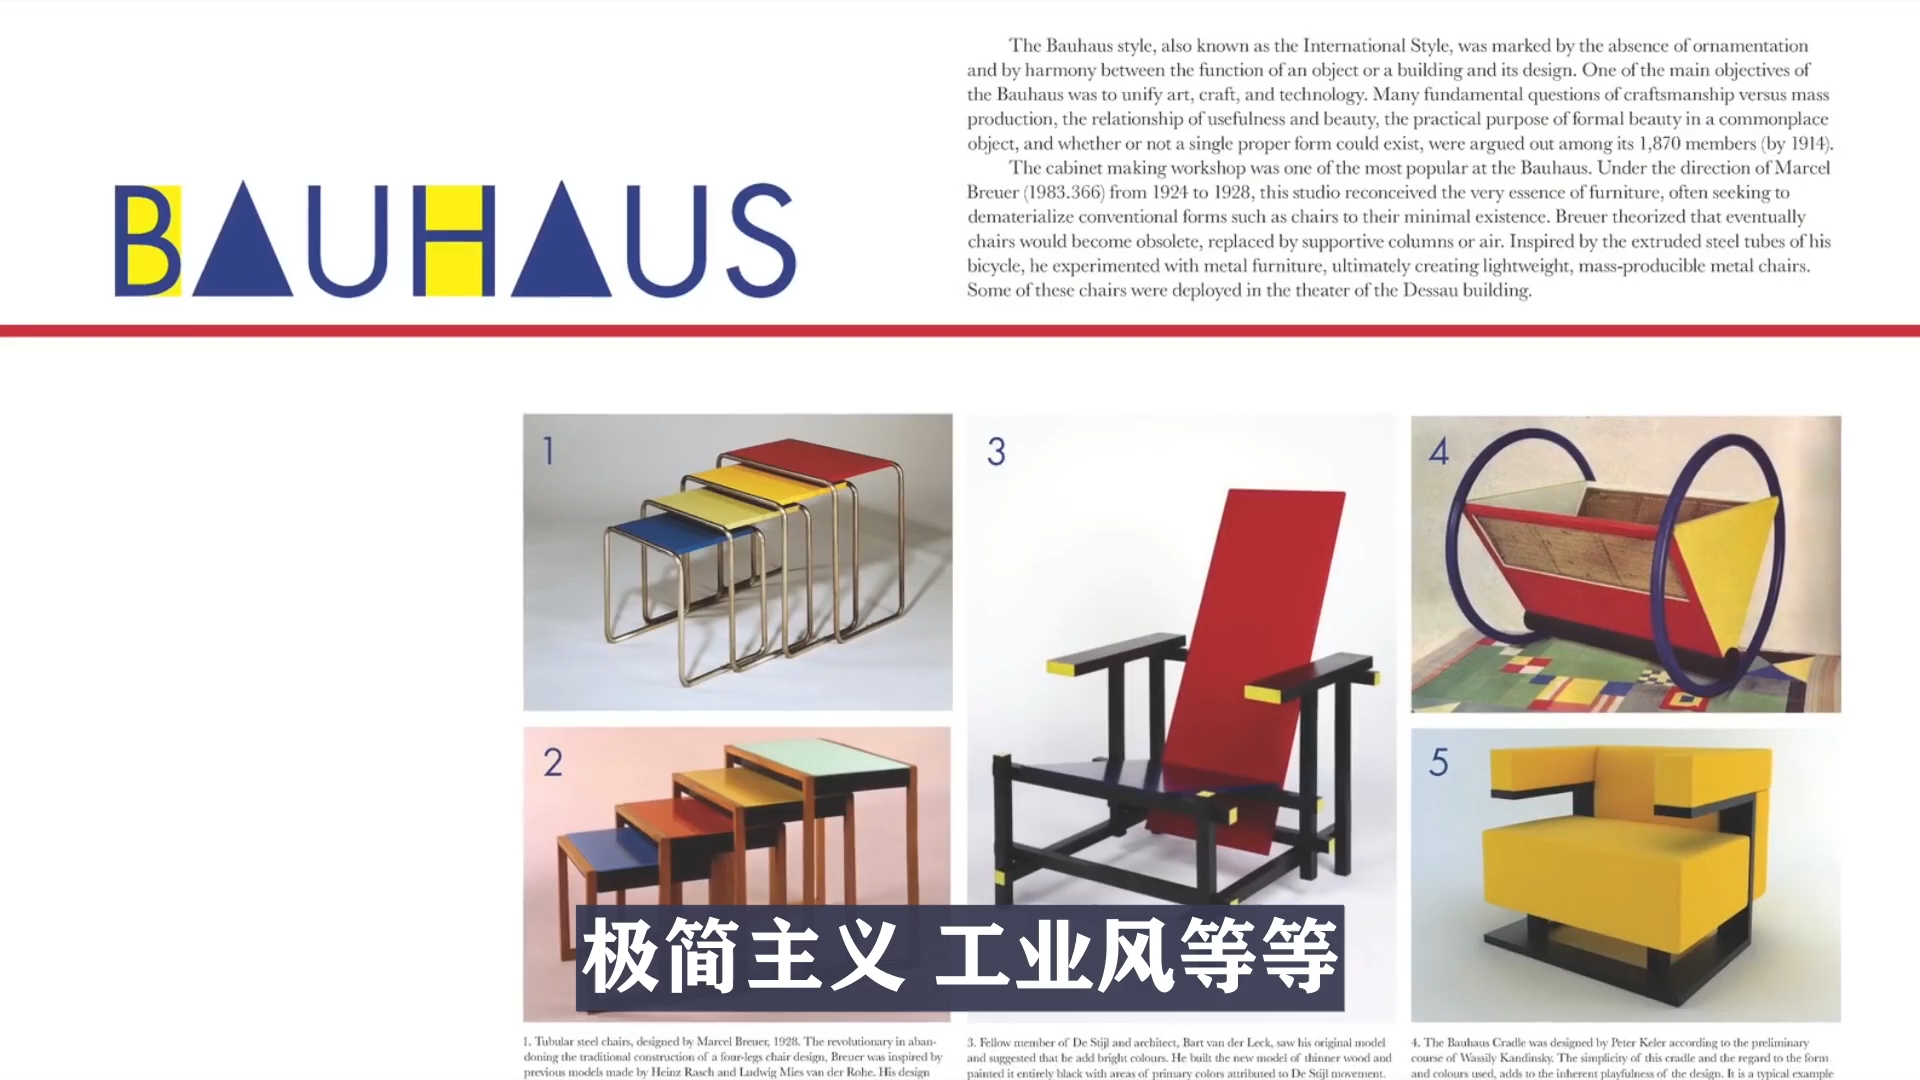 BAUHAUS
The Bauhaus style, also known as the International Style, was marked by the absence of ornamentation
and by harmony between the function of an object or a building and its design. One of the main objectives of
the Bauhaus was to unify art, craft, and technology. Many fundamental questions of craftsmanship versus mass
production, the relationship of usefulness and beauty, the practical purpose of formal beauty in a commonplace
object, and whether or not a single proper form could exist, were argued out among its 1,870 members (by 1914).
The cabinet making workshop was one of the most popular at the Bauhaus. Under the direction of Marcel
Breuer (1983.366) from 1924 to 1928, this studio reconceived the very essence of furniture, often seeking to
dematerialize conventional forms such as chairs to their minimal existence. Breuer theorized that eventually
chairs would become obsolete, replaced by supportive columns or air. Inspired by the extruded steel tubes of his
bicycle, he experimented with metal furniture, ultimately creating lightweight, mass-producible metal chairs.
Some of these chairs were deployed in the theater of the Dessau building.
1
2
3
4
5
极简主义 工业风等等
1. Tubular steel chairs, designed by Marcel Breuer, 1928. The revolutionary in aban-
doning the traditional construction of a four-legs chair design, Breuer was inspired by
previous models made by Heinz Rasch and Ludwig Mies van der Rohe. His design
3. Fellow member of De Stijl and architect, Bart van der Leck, saw his original model
and suggested that he add bright colours. He built the new model of thinner wood and
painted it entirely black with areas of primary colors attributed to De Stijl movement.
4. The Bauhaus Cradle was designed by Peter Keler according to the preliminary
course of Wassily Kandinsky. The simplicity of this cradle and the regard to the form
and colours used, adds to the inherent playfulness of the design. It is a typical example